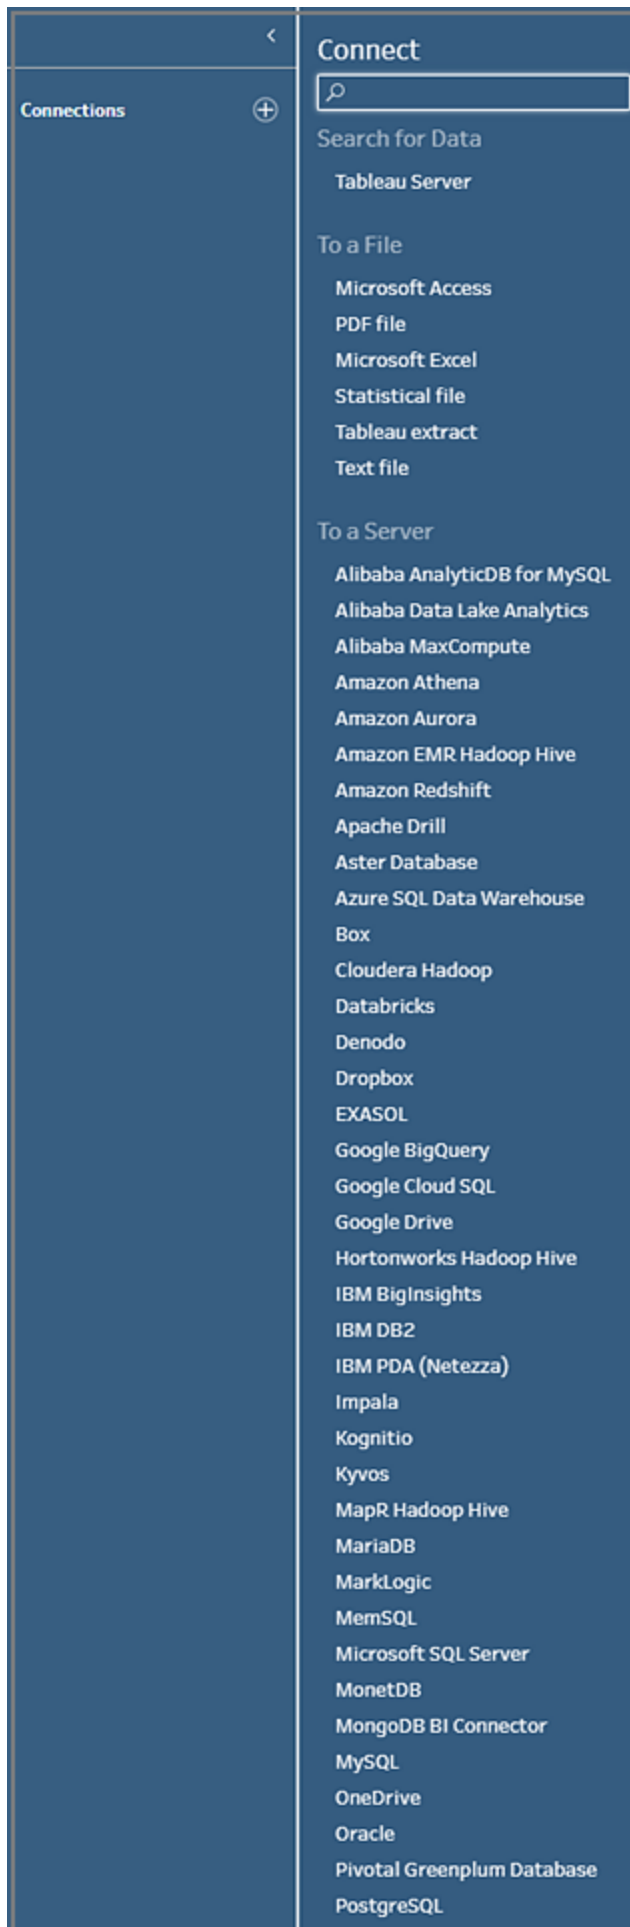 Connections
Connect
Search for Data
Tableau Server
To a File
Microsoft Access
PDF file
Microsoft Excel
Statistical file
Tableau extract
Text file
To a Server
Alibaba AnalyticDB for MySQL
Alibaba Data Lake Analytics
Alibaba MaxCompute
Amazon Athena
Amazon Aurora
Amazon EMR Hadoop Hive
Amazon Redshift
Apache Drill
Aster Database
Azure SQL Data Warehouse
Box
Cloudera Hadoop
Databricks
Denodo
Dropbox
EXASOL
Google BigQuery
Google Cloud SQL
Google Drive
Hortonworks Hadoop Hive
IBM BigInsights
IBM DB2
IBM PDA (Netezza)
Impala
Kognitio
Kyvos
MapR Hadoop Hive
MariaDB
MarkLogic
MemSQL
Microsoft SQL Server
MonetDB
MongoDB BI Connector
MySQL
OneDrive
Oracle
Pivotal Greenplum Database
PostgreSQL